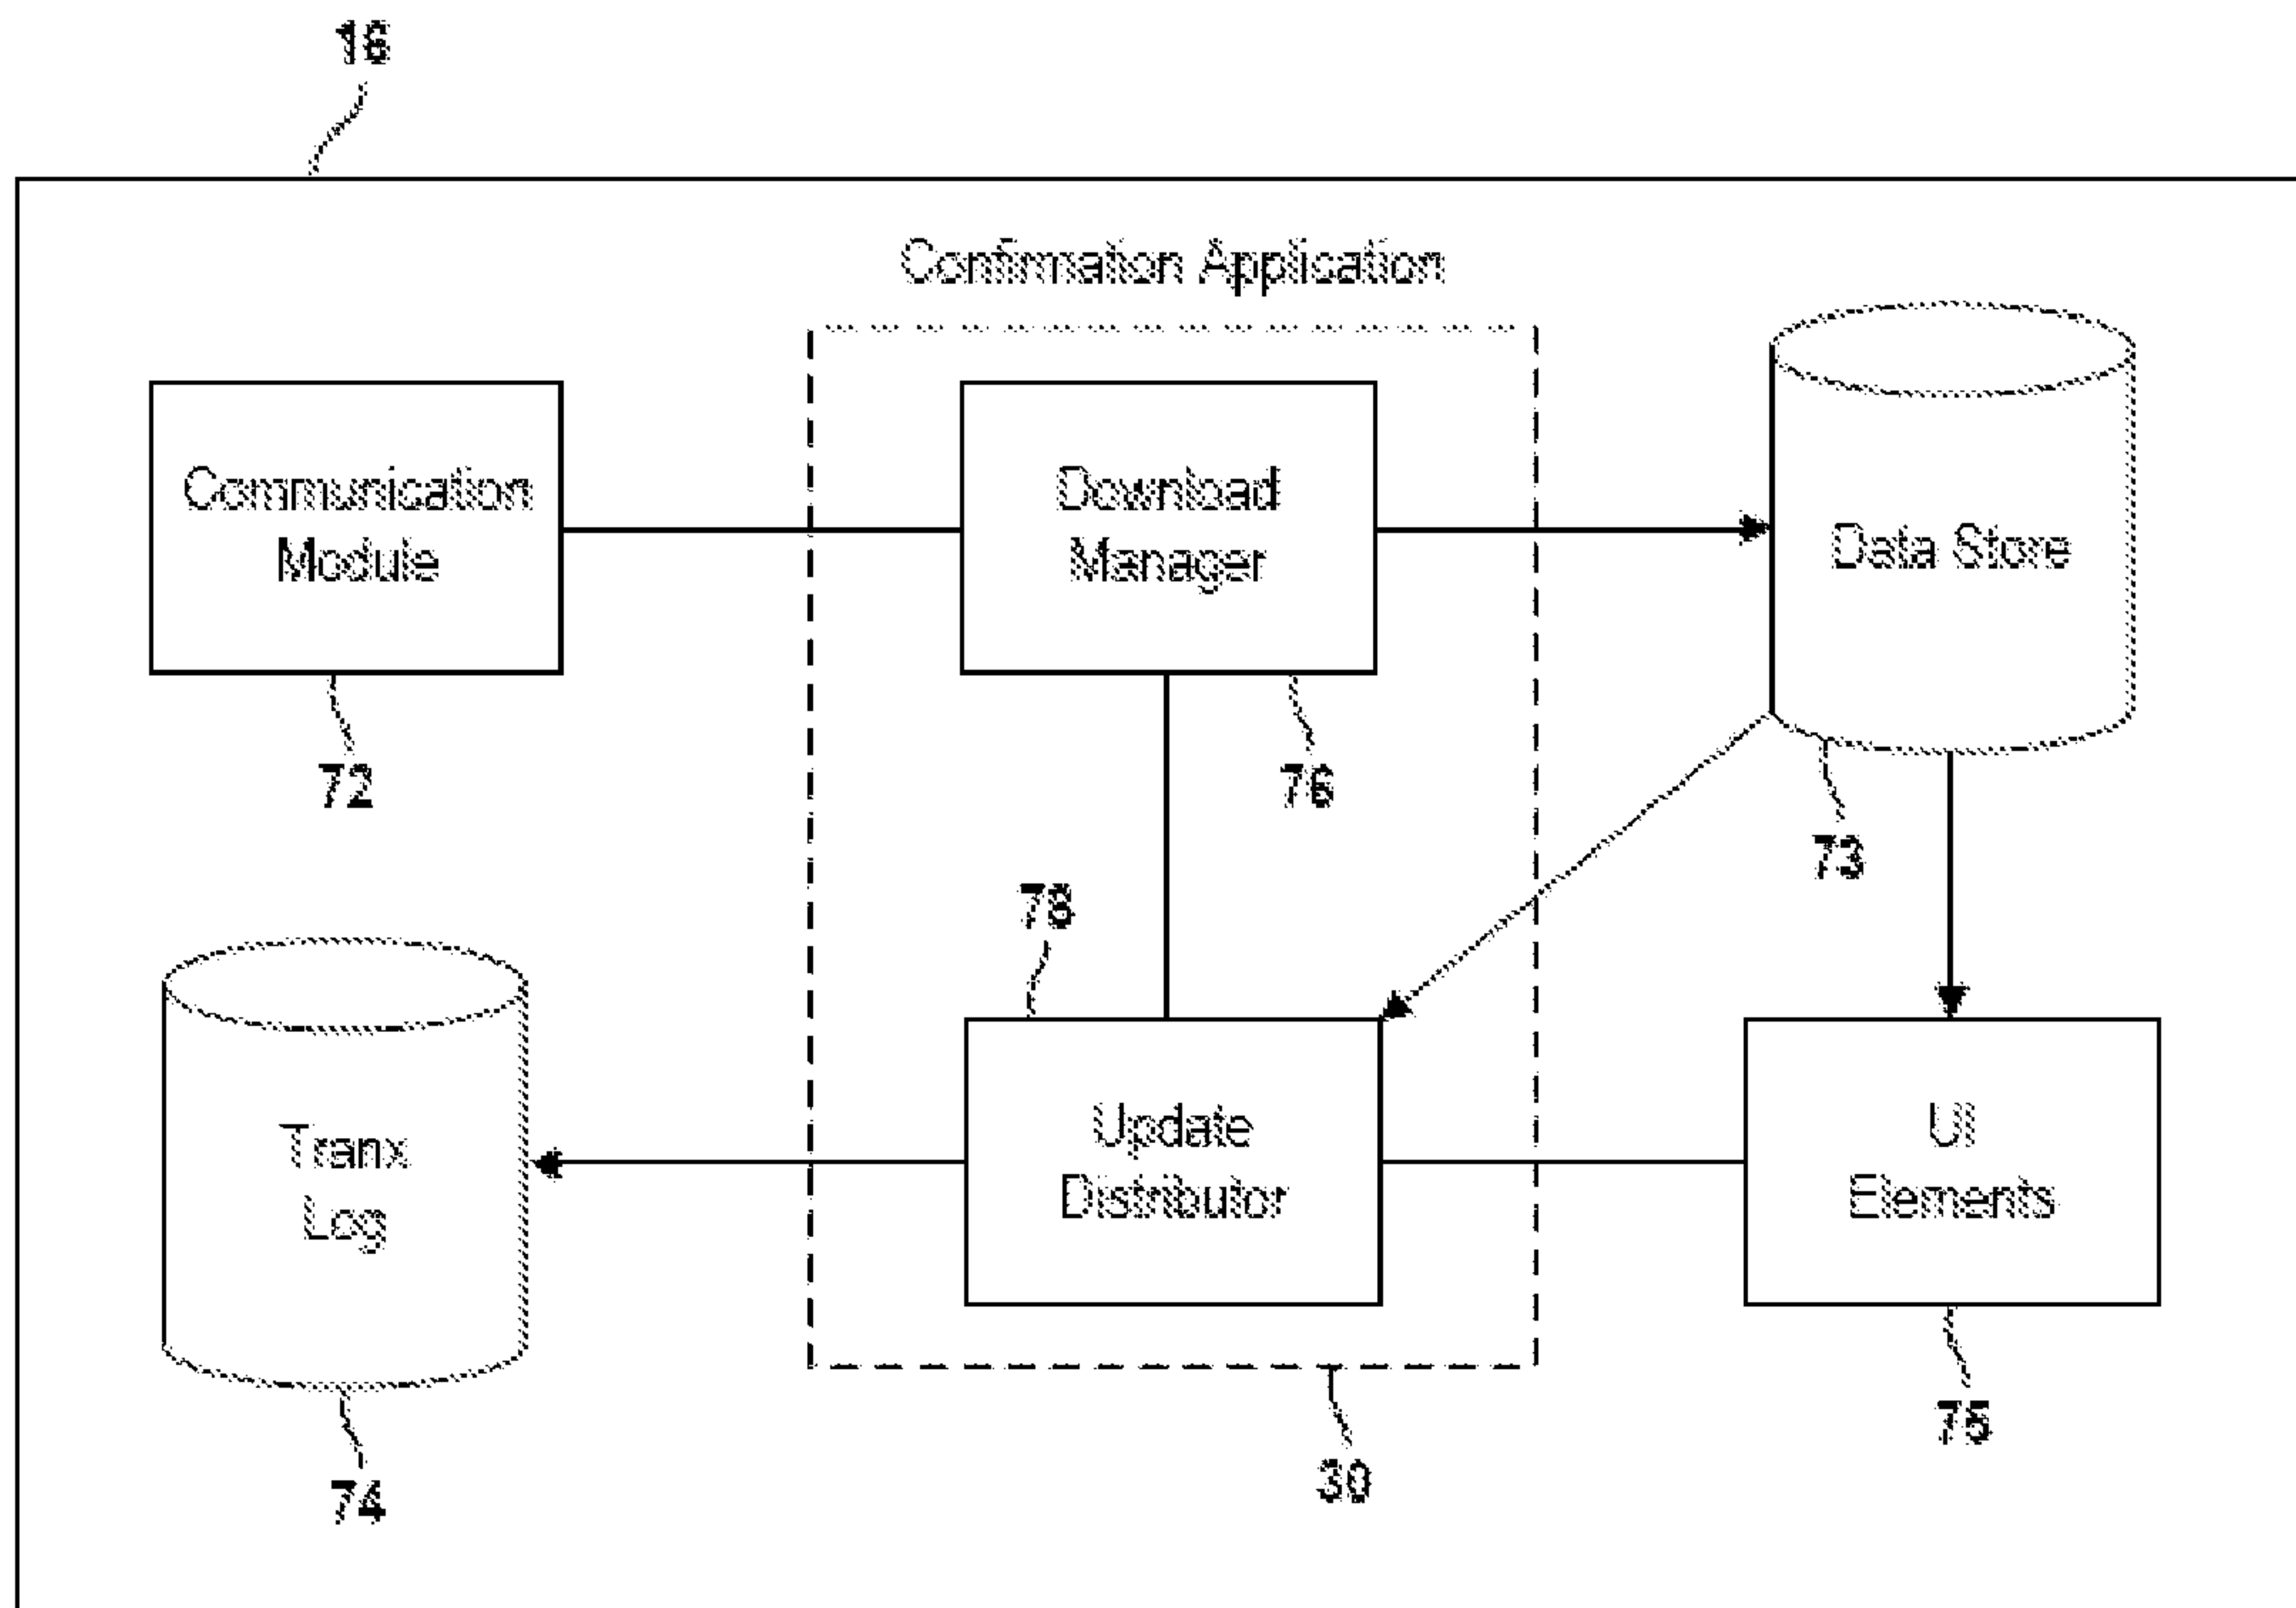 16
Confirmation Application
Communication
Module
Download
Manager
Data Store
72
76
73
78
Tranx
Log
Update
Distributor
UI
Elements
74
30
75